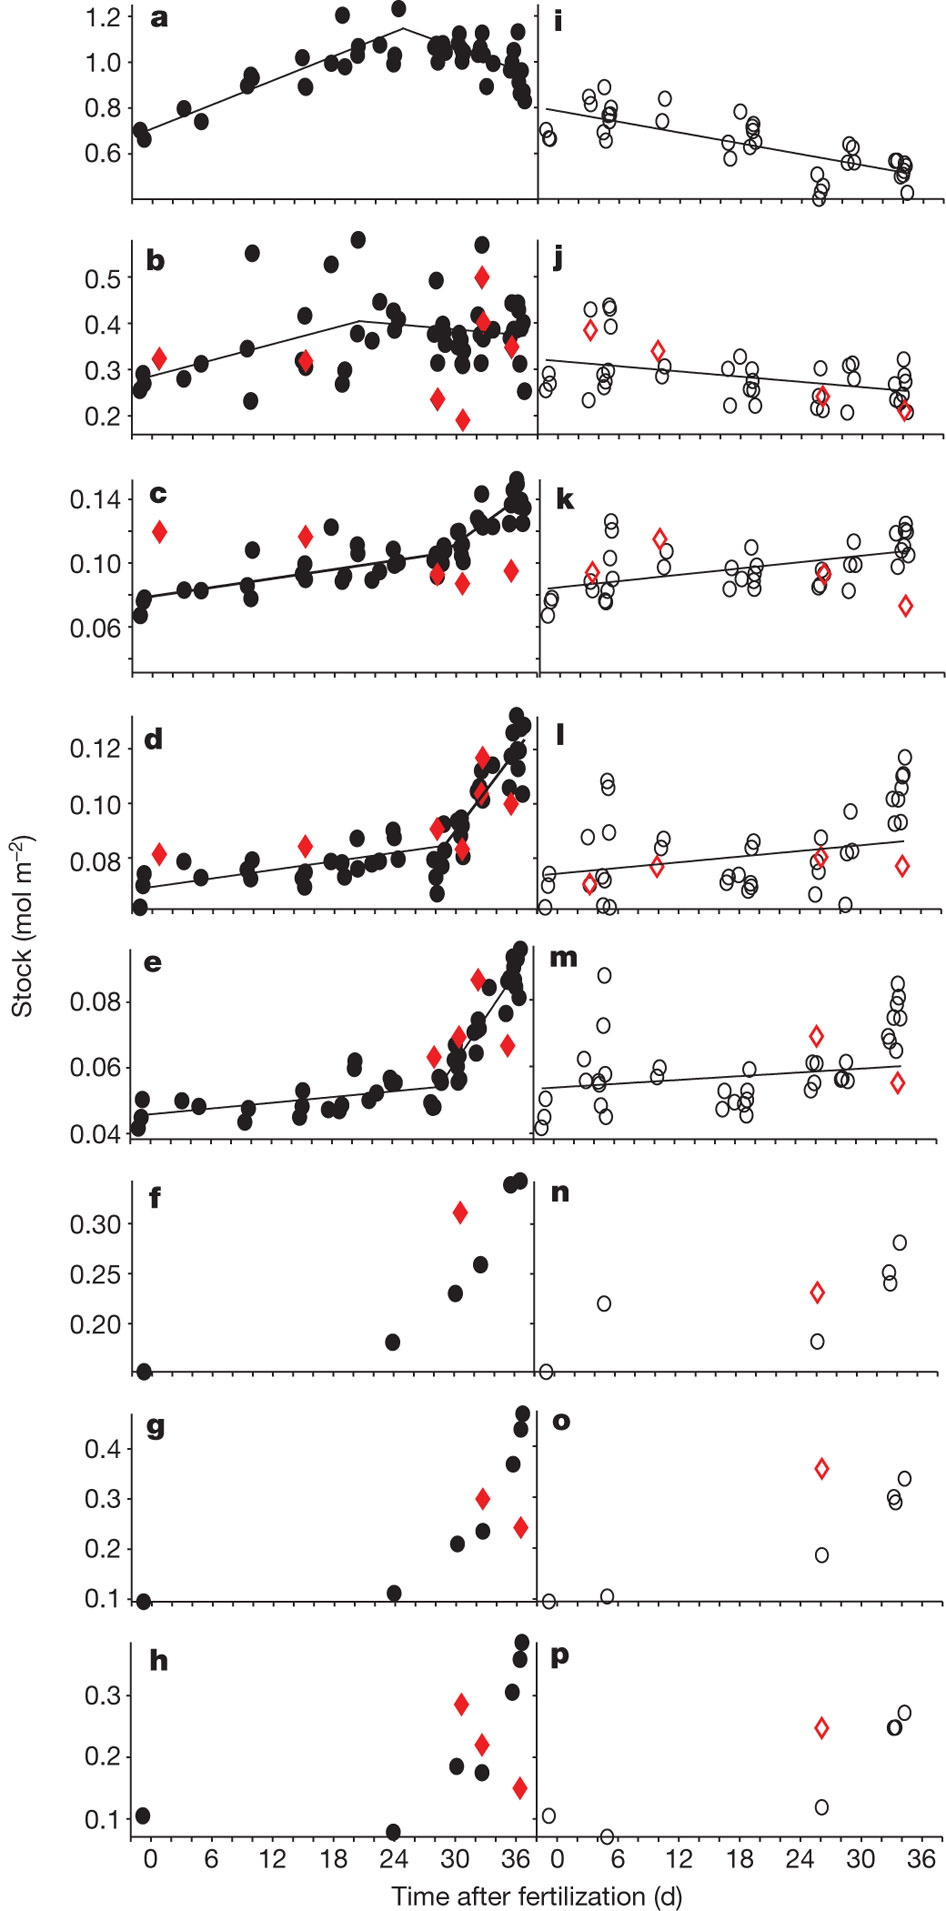 a
i
1.2
1.0
0.8
0.6
b
j
0.5
0.4
0.3
0.2
c
k
0.14
0.10
0.06
d
l
0.12
0.10
0.08
e
m
0.08
0.06
0.04
f
n
0.30
0.25
0.20
g
o
0.4
0.3
0.2
0.1
h
p
0.3
0.2
0.1
0 6 12 18 24 30 36 0 6 12 18 24 30 36
Time after fertilization (d)
Stock (mol m⁻²)